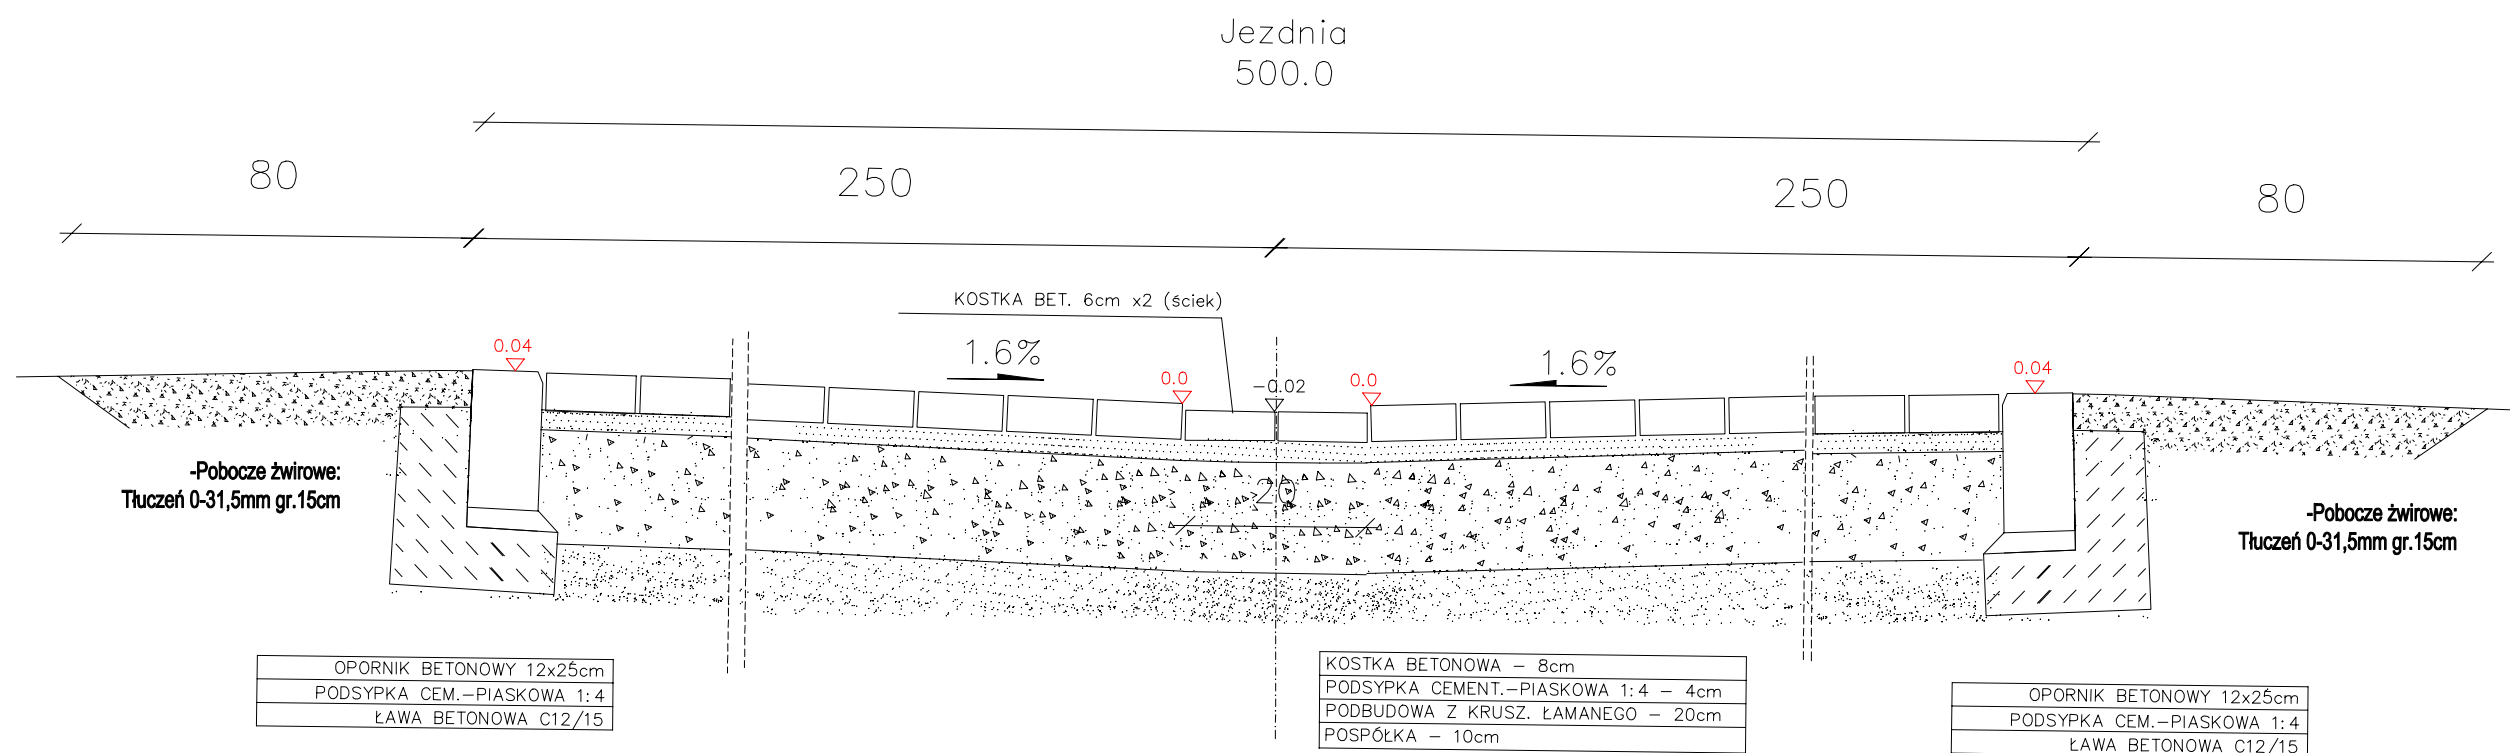 Jezdnia
500.0
80
250
250
80
KOSTKA BET. 6cm x2 (ściek)
0.04
1.6%
0.0
-0.02
0.0
1.6%
0.04
20
-Pobocze żwirowe:
Tłuczeń 0-31,5mm gr.15cm
-Pobocze żwirowe:
Tłuczeń 0-31,5mm gr.15cm
OPORNIK BETONOWY 12x25cm
PODSYPKA CEM.-PIASKOWA 1:4
ŁAWA BETONOWA C12/15
KOSTKA BETONOWA - 8cm
PODSYPKA CEMENT.-PIASKOWA 1:4 - 4cm
PODBUDOWA Z KRUSZ. ŁAMANEGO - 20cm
POSPÓŁKA - 10cm
OPORNIK BETONOWY 12x25cm
PODSYPKA CEM.-PIASKOWA 1:4
ŁAWA BETONOWA C12/15